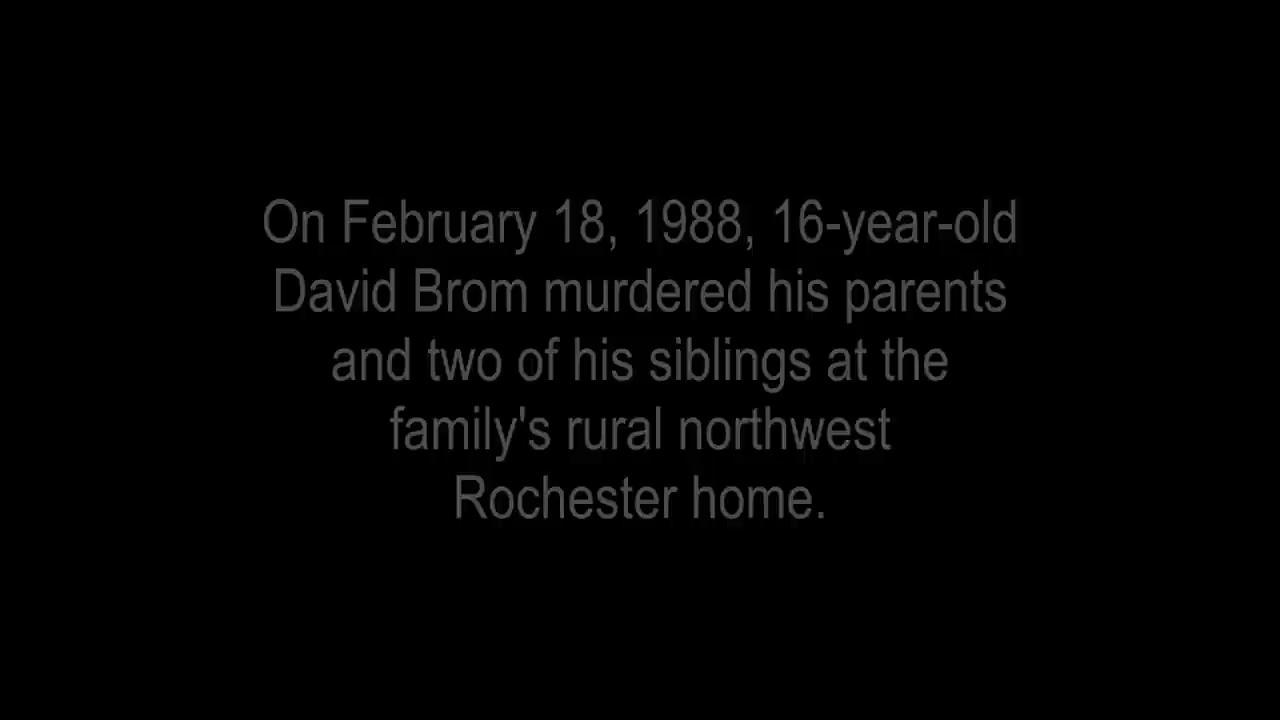 On February 18, 1988, 16-year-old
David Brom murdered his parents
and two of his siblings at the
family's rural northwest
Rochester home.